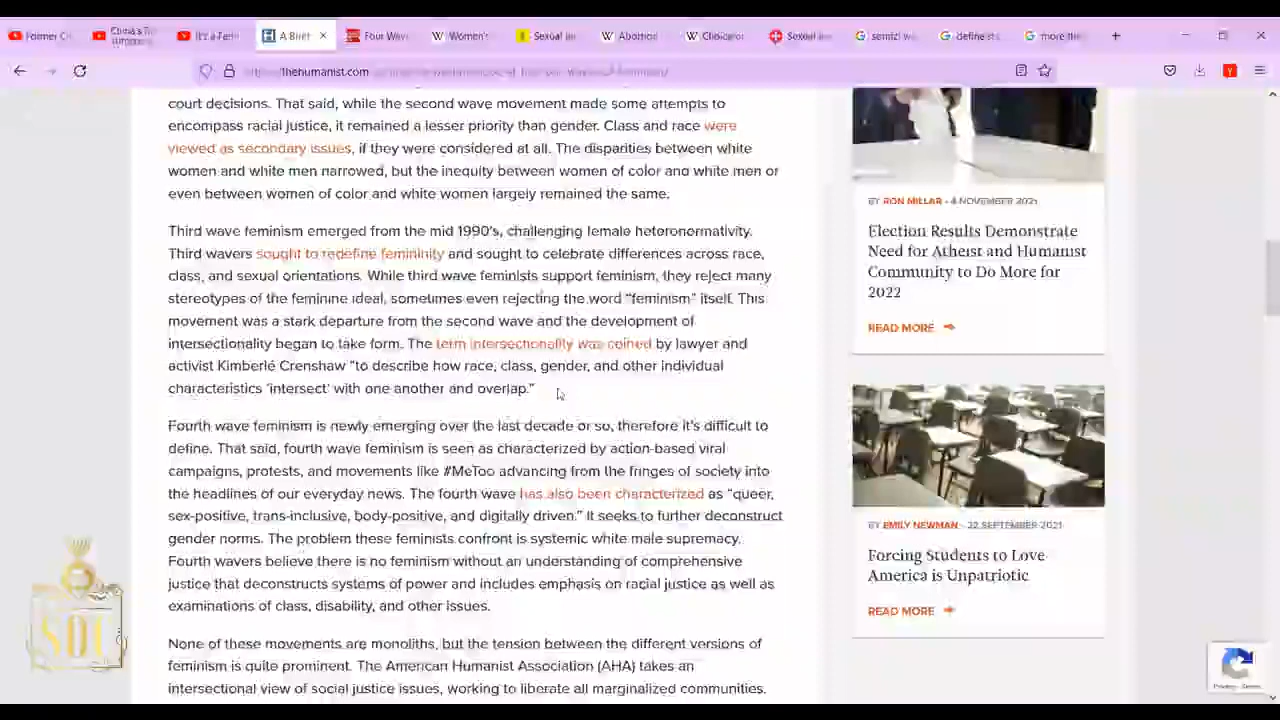 Former C
China's T
It's a Fem
A Brief
Four Wav
Women's
Sexual
Abortion
Sexual
define
more the
thehumanist.com
court decisions. That said, while the second wave movement made some attempts to
encompass racial justice, it remained a lesser priority than gender. Class and race were
viewed as secondary issues, if they were considered at all. The disparities between white
women and white men narrowed, but the inequity between women of color and white men or
even between women of color and white women largely remained the same.
Third wave feminism emerged from the mid 1990's, challenging female heteronormativity.
Third wavers sought to redefine femininity and sought to celebrate differences across race,
class, and sexual orientations. While third wave feminists support feminism, they reject many
stereotypes of the feminine ideal, sometimes even rejecting the word “feminism” itself. This
movement was a stark departure from the second wave and the development of
intersectionality began to take form. The term intersectionality was coined by lawyer and
activist Kimberlé Crenshaw “to describe how race, class, gender, and other individual
characteristics ‘intersect’ with one another and overlap.”
Fourth wave feminism is newly emerging over the last decade or so, therefore it's difficult to
define. That said, fourth wave feminism is seen as characterized by action-based viral
campaigns, protests, and movements like #MeToo advancing from the fringes of society into
the headlines of our everyday news. The fourth wave has also been characterized as “queer,
sex-positive, trans-inclusive, body-positive, and digitally driven.” It seeks to further deconstruct
gender norms. The problem these feminists confront is systemic white male supremacy.
Fourth wavers believe there is no feminism without an understanding of comprehensive
justice that deconstructs systems of power and includes emphasis on racial justice as well as
examinations of class, disability, and other issues.
None of these movements are monoliths, but the tension between the different versions of
feminism is quite prominent. The American Humanist Association (AHA) takes an
intersectional view of social justice issues, working to liberate all marginalized communities.
BY RON MILLAR • 4 NOVEMBER 2021
Election Results Demonstrate
Need for Atheist and Humanist
Community to Do More for
2022
READ MORE
BY EMILY NEWMAN • 22 SEPTEMBER 2021
Forcing Students to Love
America is Unpatriotic
READ MORE
SOC
Privacy - Terms